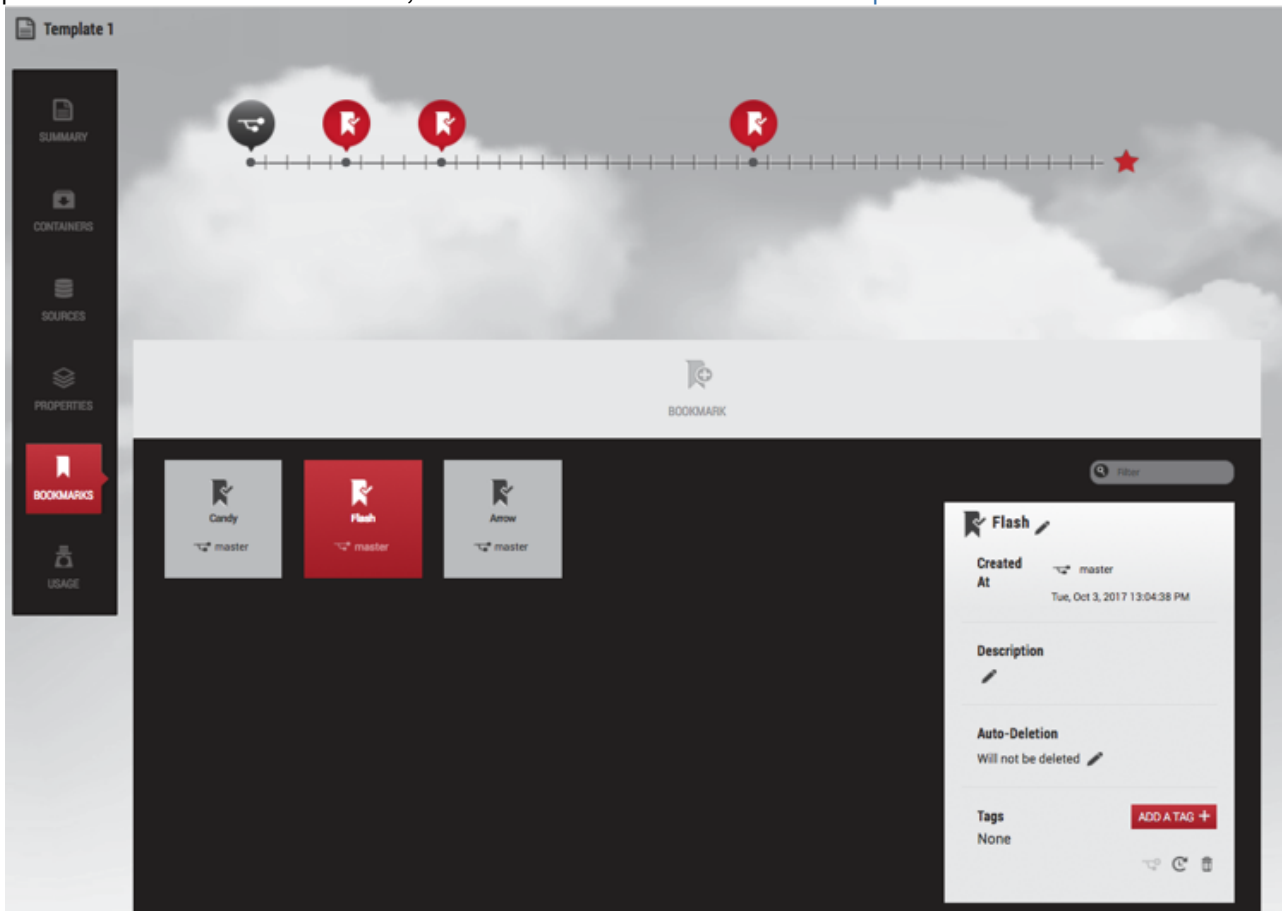 Template 1
SUMMARY
CONTAINERS
SOURCES
PROPERTIES
BOOKMARKS
USAGE
BOOKMARK
Candy
master
Flash
master
Arrow
master
Filter
Flash
Created At
master
Tue, Oct 3, 2017 13:04:38 PM
Description
Auto-Deletion
Will not be deleted
Tags
ADD A TAG +
None